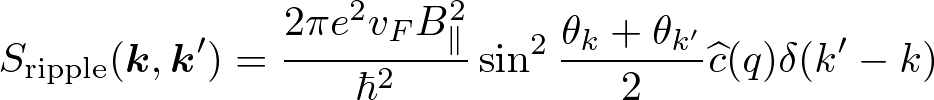 $S_{\mathrm{ripple}}(\boldsymbol{k}, \boldsymbol{k}') = \frac{2\pi e^2 v_F B_{\parallel}^2}{\hbar^2} \sin^2 \frac{\theta_k + \theta_{k'}}{2} \widehat{c}(q) \delta(k' - k)$